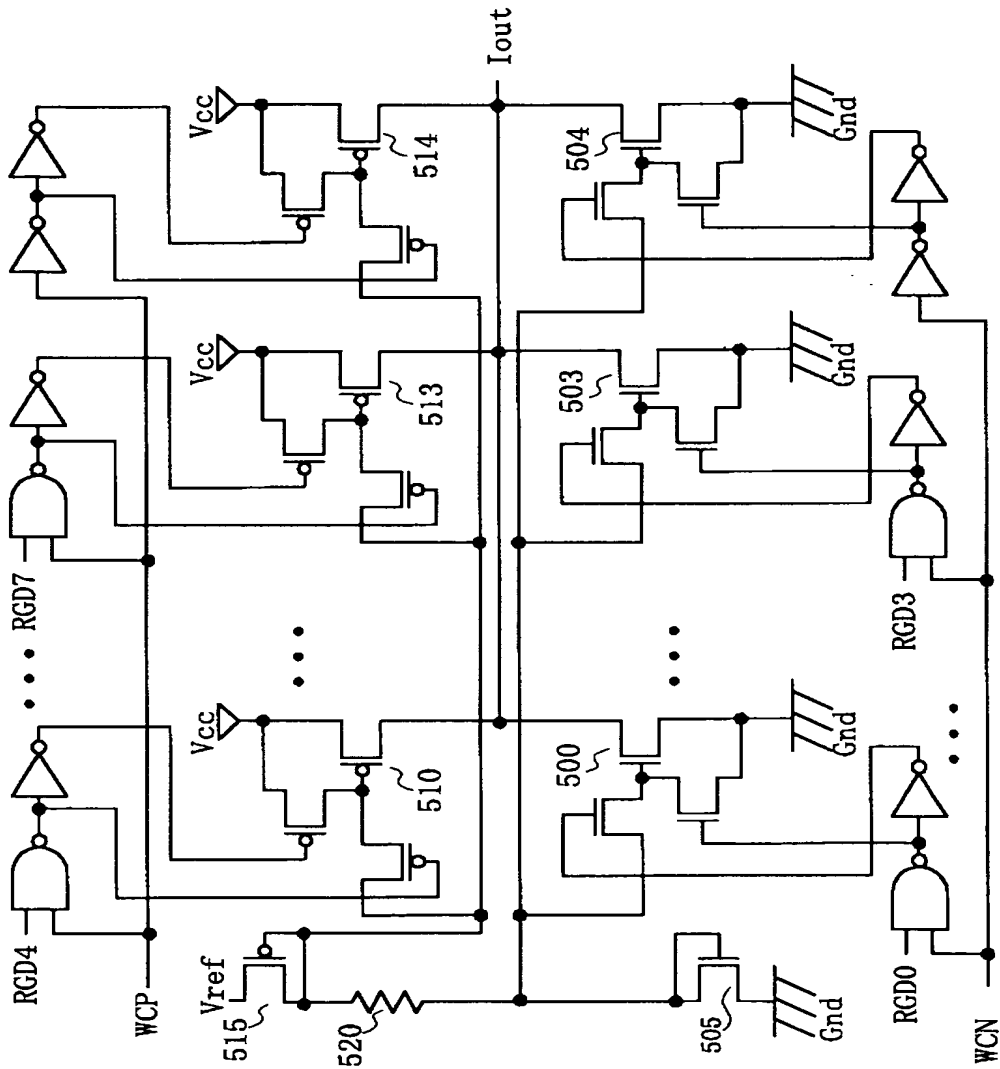 RGD4
RGD7
WCP
Vref
Vcc
Vcc
Vcc
515
510
513
514
520
Iout
500
503
504
505
Gnd
Gnd
Gnd
Gnd
RGD0
RGD3
WCN